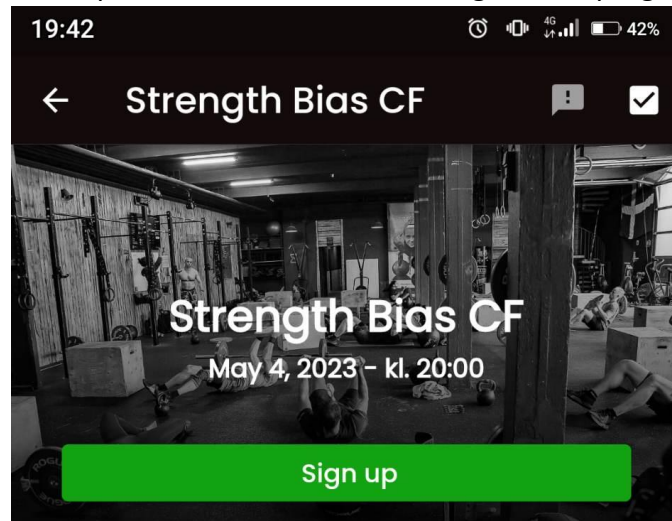 19:42
4G
42%
Strength Bias CF
Strength Bias CF
May 4, 2023 - kl. 20:00
Sign up